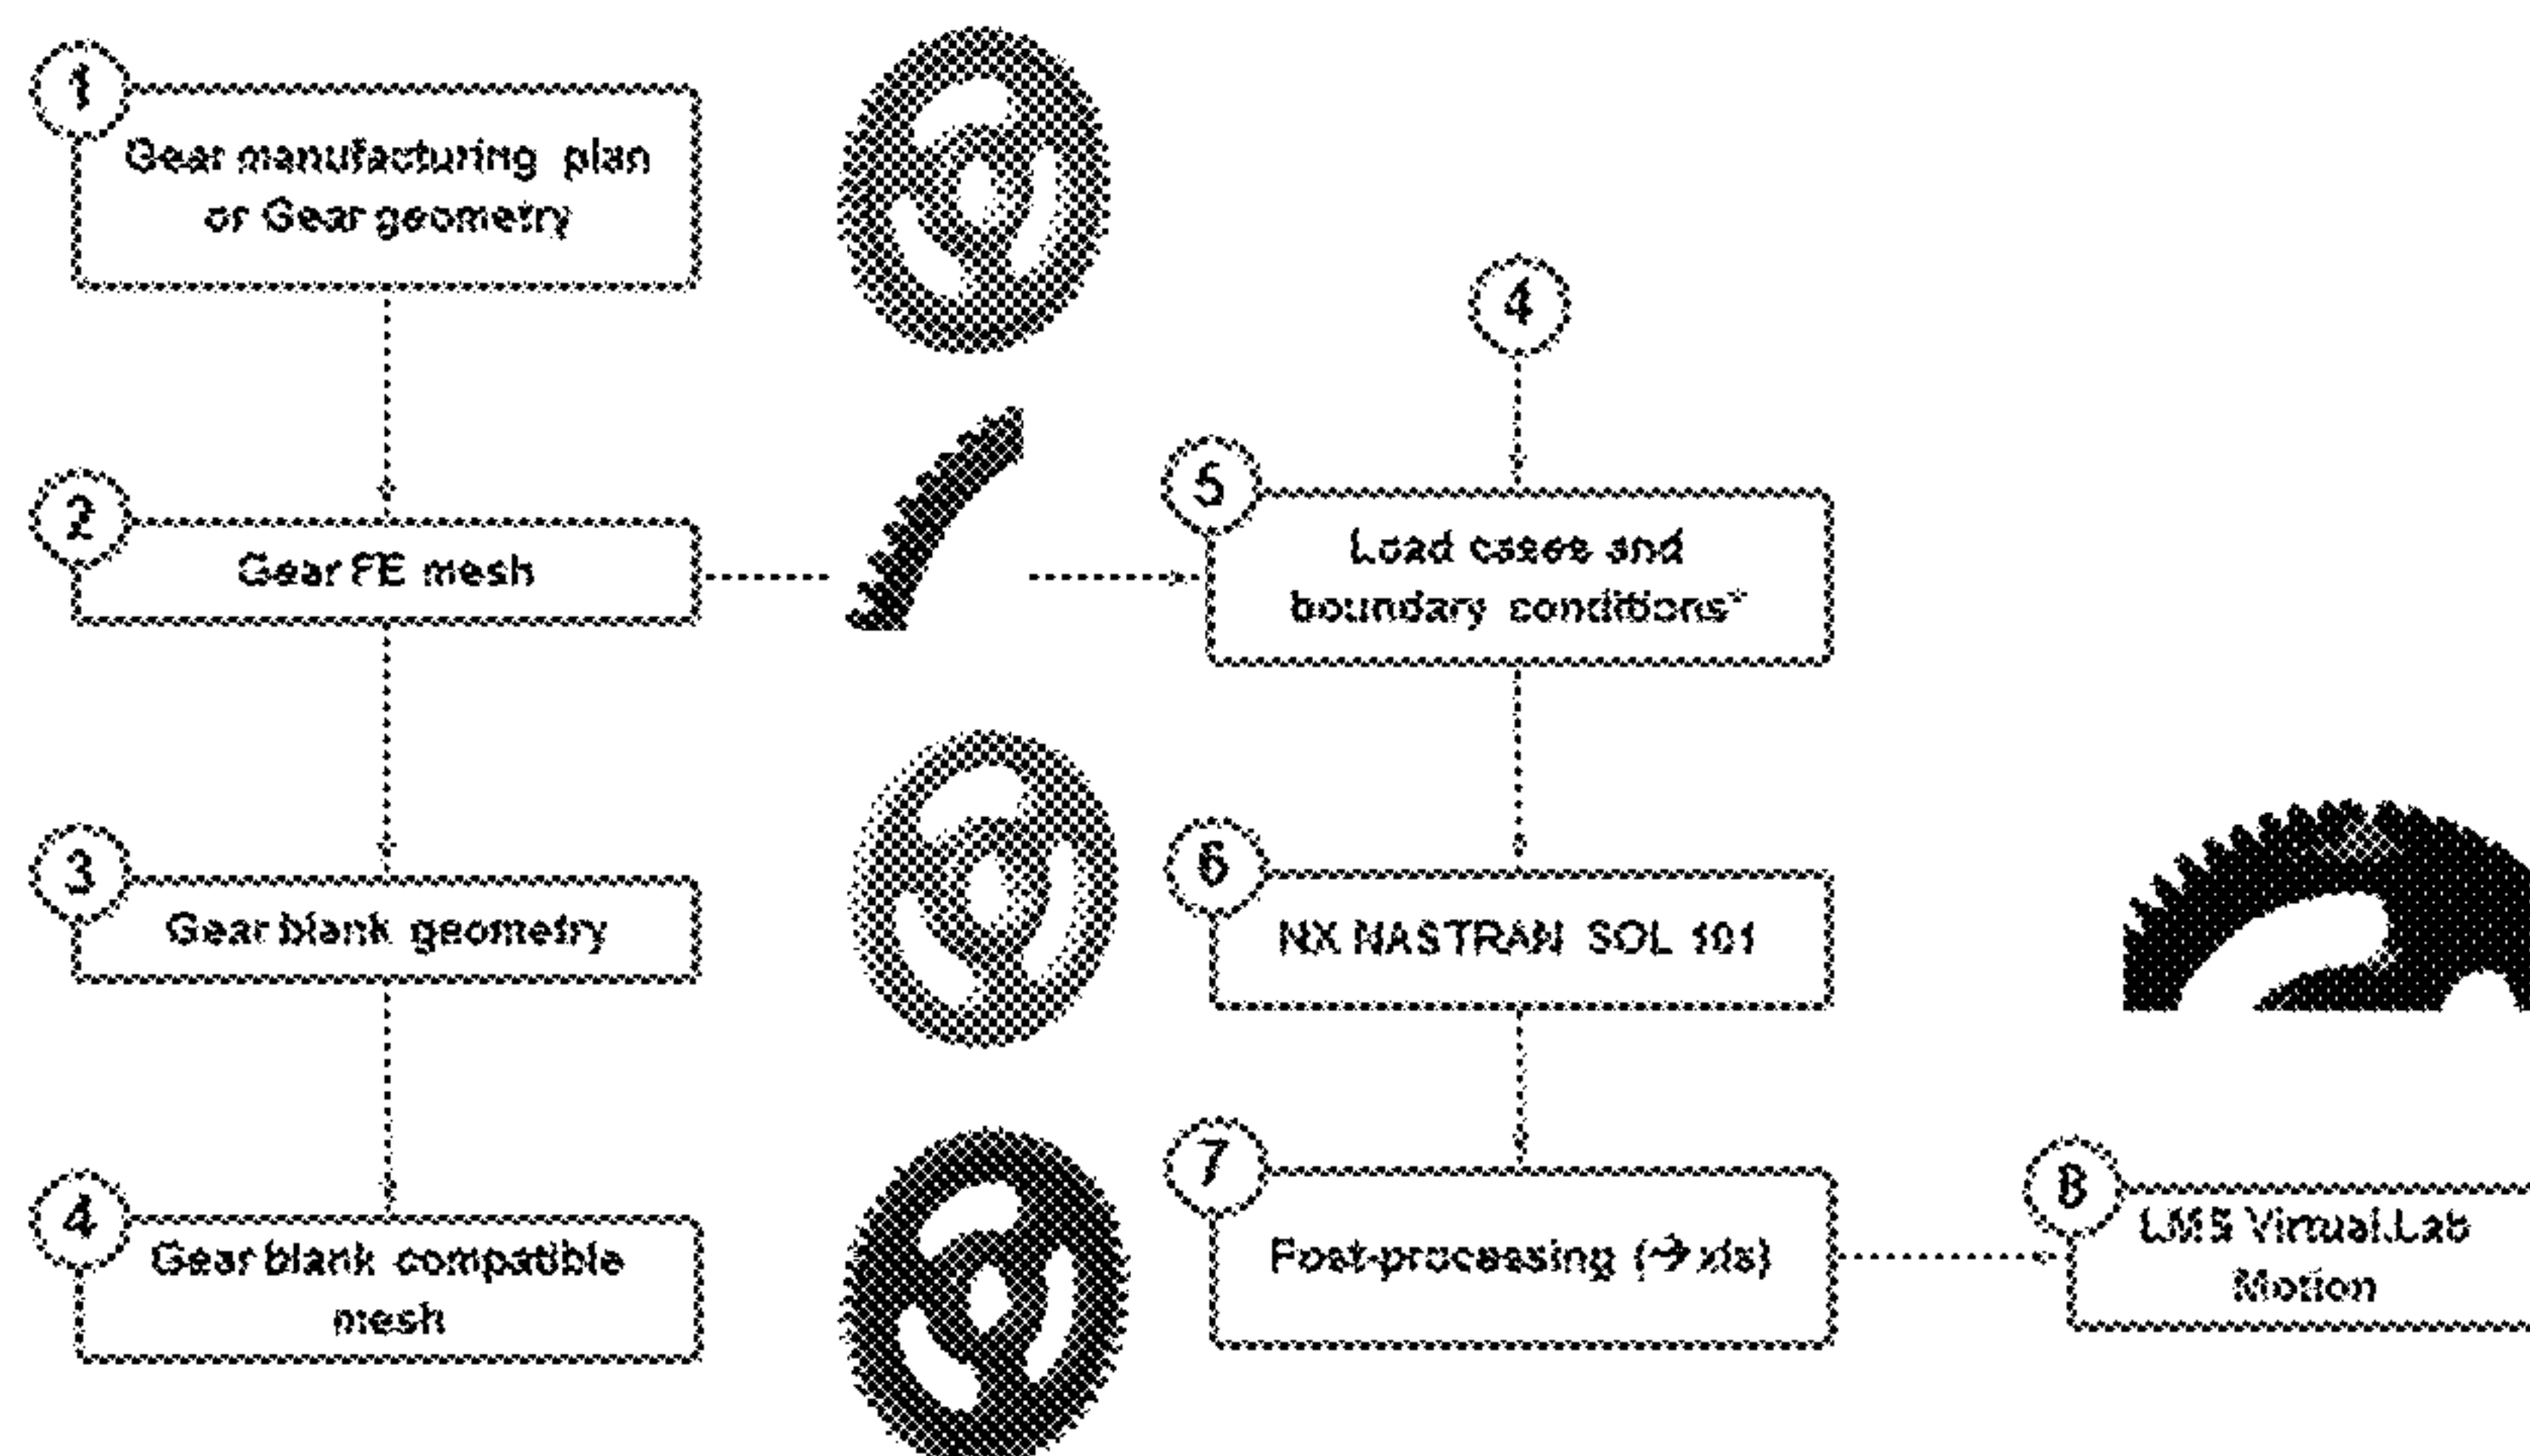 1
Gear manufacturing plan
or Gear geometry
2
Gear FE mesh
3
Gear blank geometry
4
Gear blank compatible
mesh
4
5
Load cases and
boundary conditions*
6
NX NASTRAN SOL 101
7
Post-processing (→xls)
8
LMS Virtual.Lab
Motion